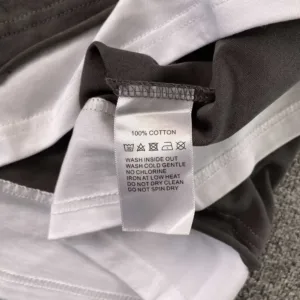 100% COTTON
WASH INSIDE OUT
WASH COLD GENTLE
NO CHLORINE
IRON AT LOW HEAT
DO NOT DRY CLEAN
DO NOT SPIN DRY